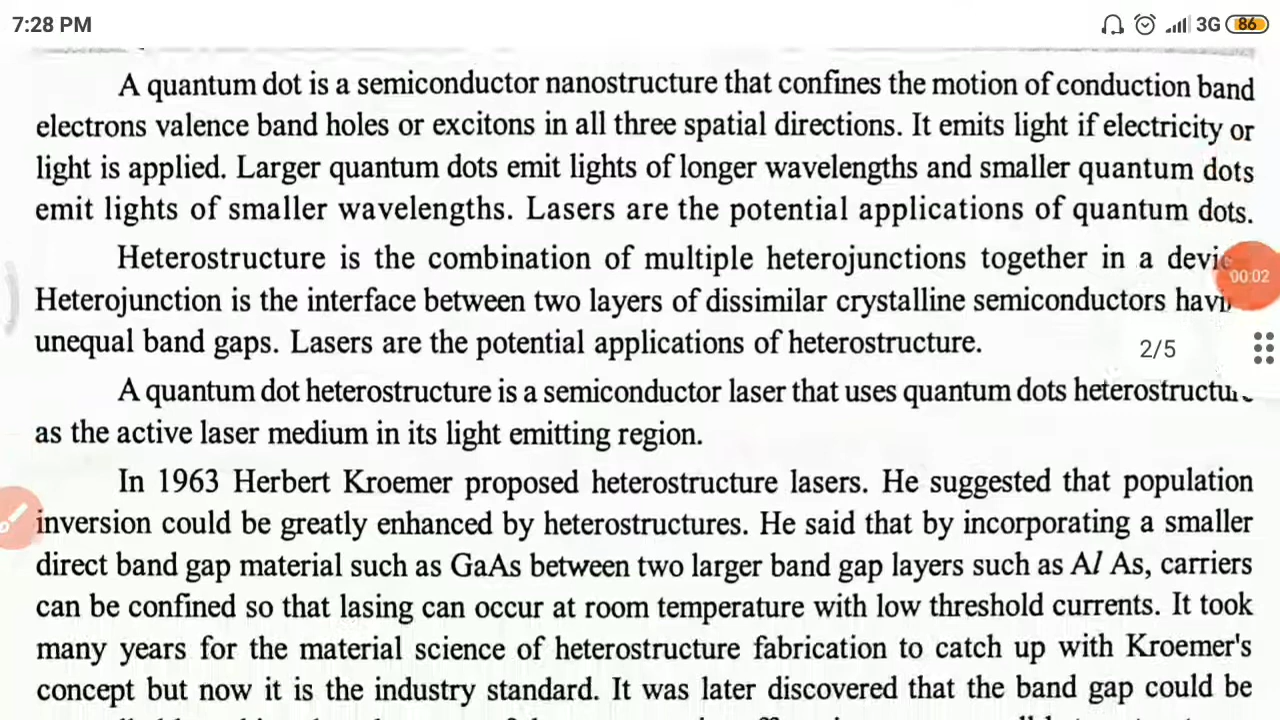 7:28 PM 3G 86
A quantum dot is a semiconductor nanostructure that confines the motion of conduction band
electrons valence band holes or excitons in all three spatial directions. It emits light if electricity or
light is applied. Larger quantum dots emit lights of longer wavelengths and smaller quantum dots
emit lights of smaller wavelengths. Lasers are the potential applications of quantum dots.
Heterostructure is the combination of multiple heterojunctions together in a
00:02
Heterojunction is the interface between two layers of dissimilar crystalline semiconductors
unequal band gaps. Lasers are the potential applications of heterostructure.
2/5
A quantum dot heterostructure is a semiconductor laser that uses quantum dots
as the active laser medium in its light emitting region.
In 1963 Herbert Kroemer proposed heterostructure lasers. He suggested that population
inversion could be greatly enhanced by heterostructures. He said that by incorporating a smaller
direct band gap material such as GaAs between two larger band gap layers such as Al As, carriers
can be confined so that lasing can occur at room temperature with low threshold currents. It took
many years for the material science of heterostructure fabrication to catch up with Kroemer's
concept but now it is the industry standard. It was later discovered that the band gap could be